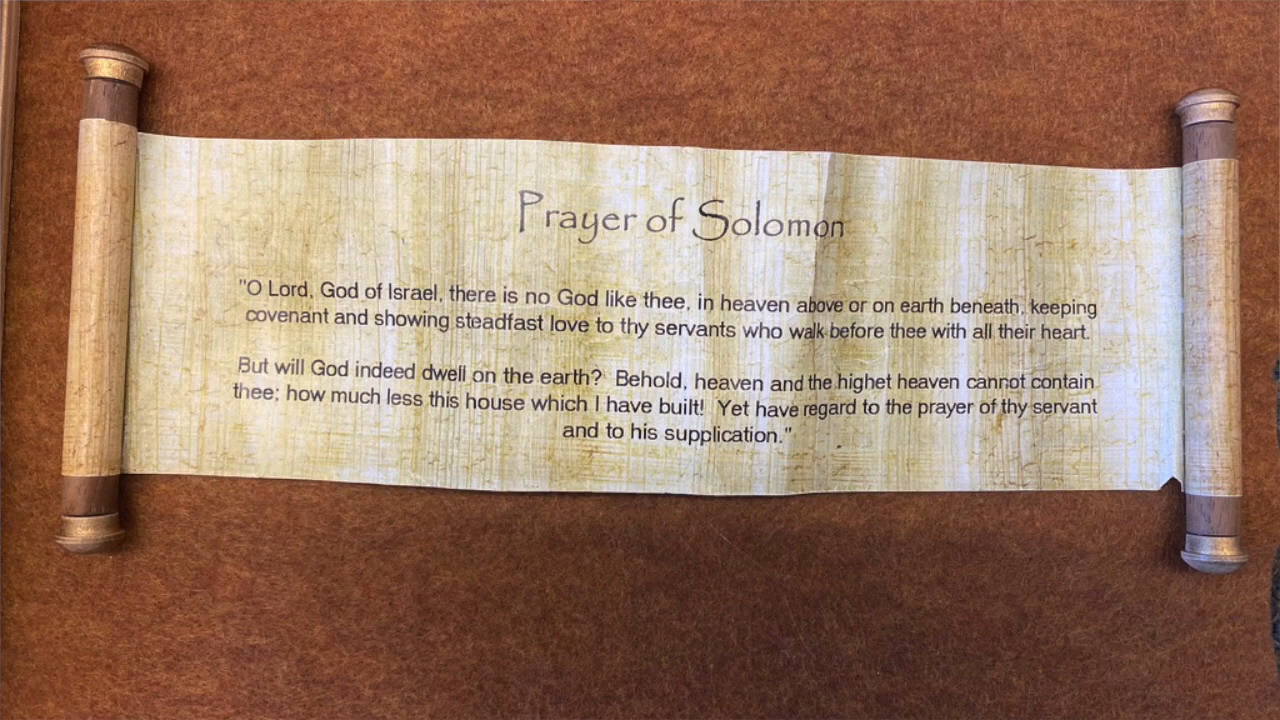 Prayer of Solomon
"O Lord, God of Israel, there is no God like thee, in heaven above or on earth beneath, keeping
covenant and showing steadfast love to thy servants who walk before thee with all their heart.
But will God indeed dwell on the earth? Behold, heaven and the highet heaven cannot contain
thee; how much less this house which I have built! Yet have regard to the prayer of thy servant
and to his supplication."